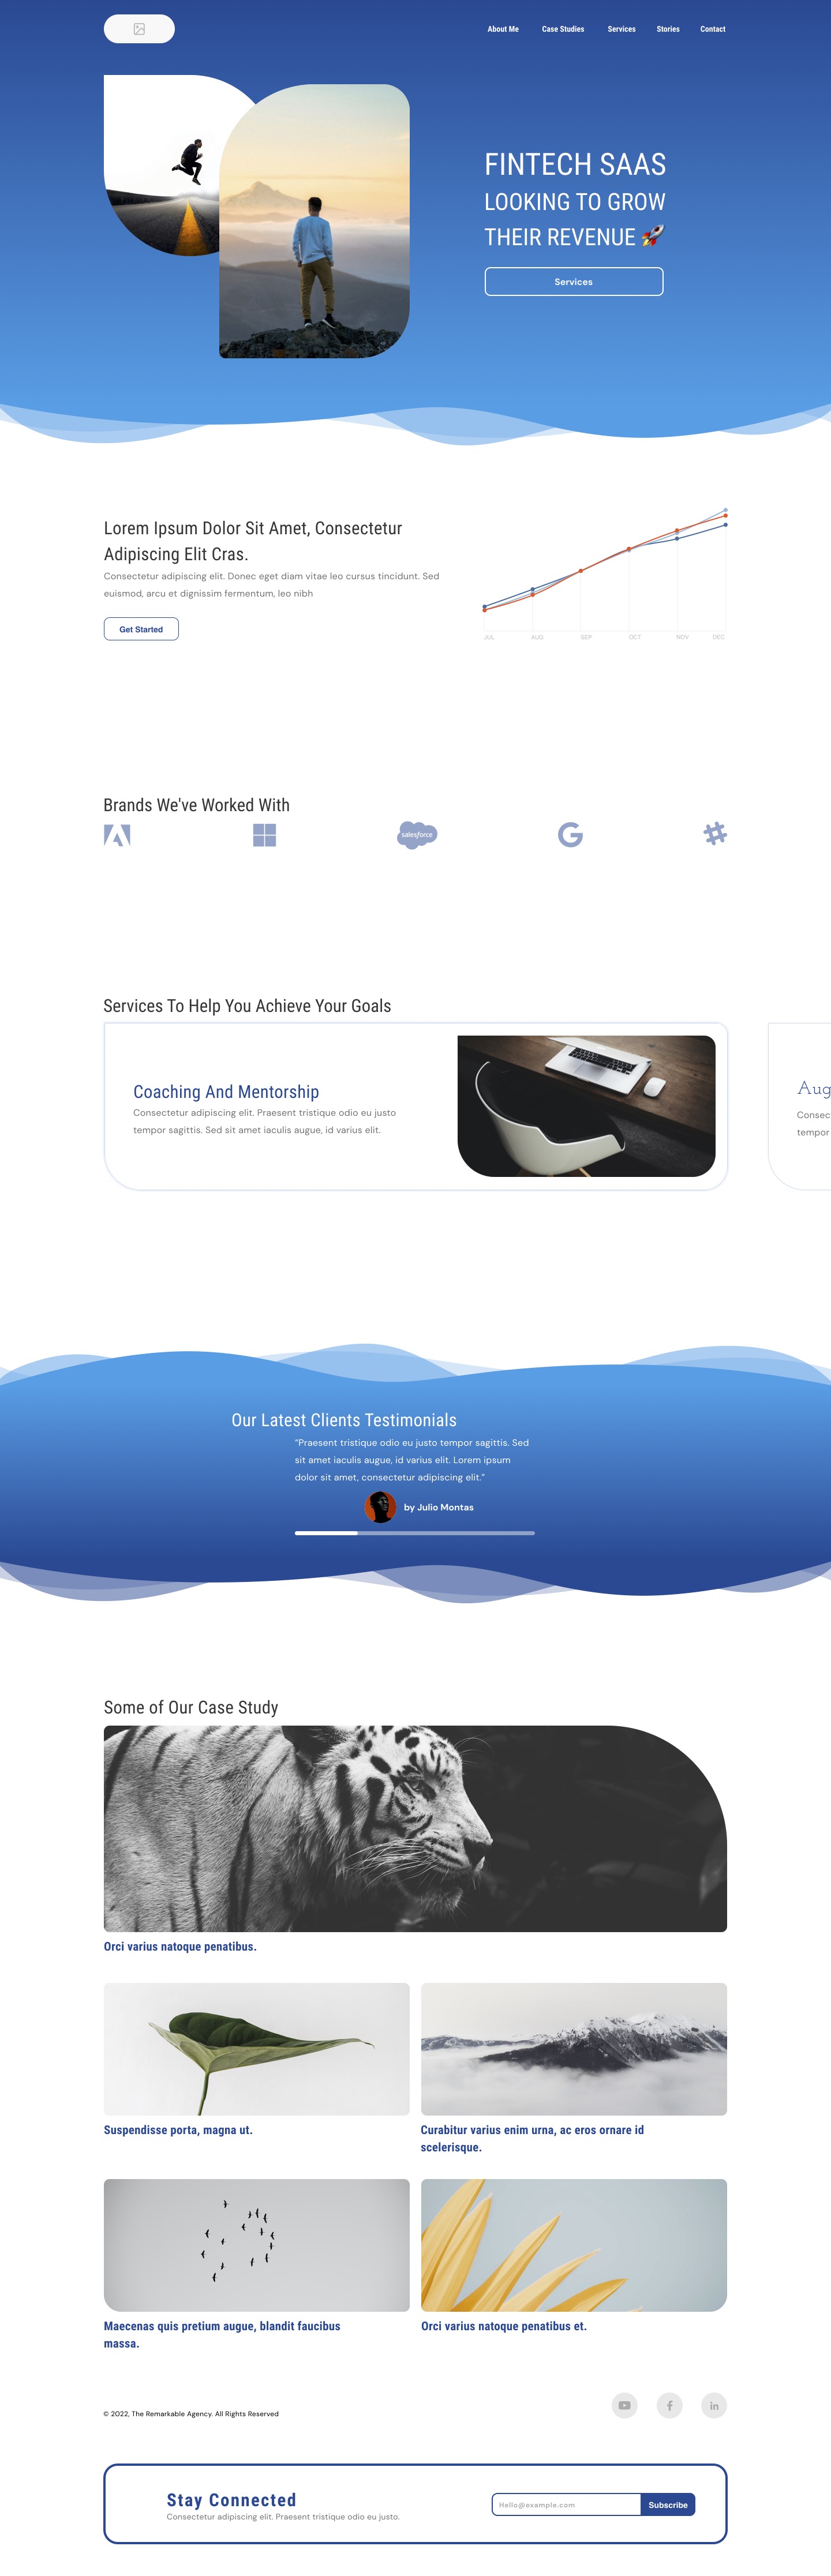 About Me
Case Studies
Services
Stories
Contact
FINTECH SAAS
LOOKING TO GROW
THEIR REVENUE 🚀
Services
Lorem Ipsum Dolor Sit Amet, Consectetur
Adipiscing Elit Cras.
Consectetur adipiscing elit. Donec eget diam vitae leo cursus tincidunt. Sed
euismod, arcu et dignissim fermentum, leo nibh
Get Started
JUL
AUG
SEP
OCT
NOV
DEC
Brands We've Worked With
salesforce
Services To Help You Achieve Your Goals
Coaching And Mentorship
Consectetur adipiscing elit. Praesent tristique odio eu justo
tempor sagittis. Sed sit amet iaculis augue, id varius elit.
Aug
Consec
tempor
Our Latest Clients Testimonials
“Praesent tristique odio eu justo tempor sagittis. Sed
sit amet iaculis augue, id varius elit. Lorem ipsum
dolor sit amet, consectetur adipiscing elit.”
by Julio Montas
Some of Our Case Study
Orci varius natoque penatibus.
Suspendisse porta, magna ut.
Curabitur varius enim urna, ac eros ornare id
scelerisque.
Maecenas quis pretium augue, blandit faucibus
massa.
Orci varius natoque penatibus et.
© 2022, The Remarkable Agency. All Rights Reserved
Stay Connected
Consectetur adipiscing elit. Praesent tristique odio eu justo.
Hello@example.com
Subscribe